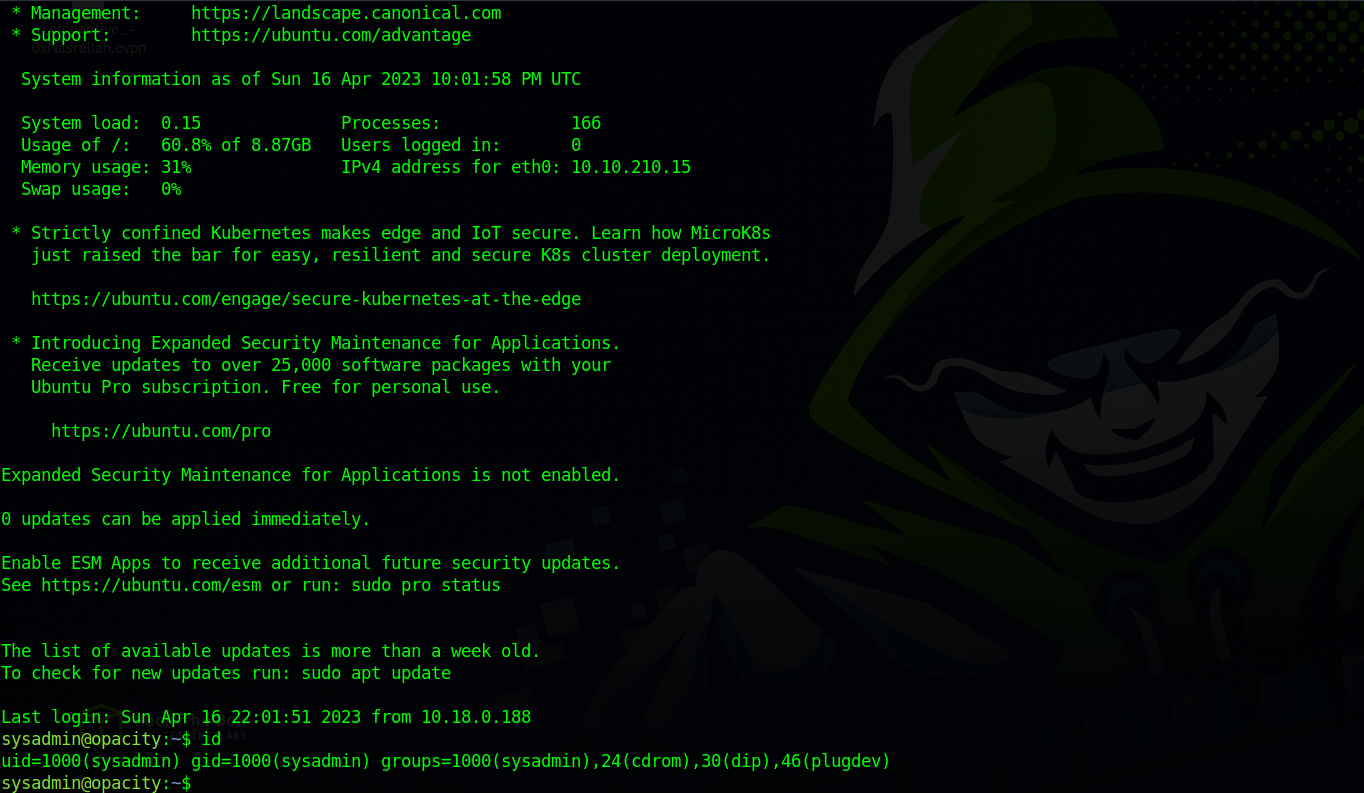 * Management:     https://landscape.canonical.com
* Support:        https://ubuntu.com/advantage
0xNasrallah.ovpn
System information as of Sun 16 Apr 2023 10:01:58 PM UTC
System load:  0.15                Processes:             166
Usage of /:   60.8% of 8.87GB   Users logged in:       0
Memory usage: 31%               IPv4 address for eth0: 10.10.210.15
Swap usage:   0%
* Strictly confined Kubernetes makes edge and IoT secure. Learn how MicroK8s
just raised the bar for easy, resilient and secure K8s cluster deployment.
https://ubuntu.com/engage/secure-kubernetes-at-the-edge
* Introducing Expanded Security Maintenance for Applications.
Receive updates to over 25,000 software packages with your
Ubuntu Pro subscription. Free for personal use.
https://ubuntu.com/pro
Expanded Security Maintenance for Applications is not enabled.
0 updates can be applied immediately.
Enable ESM Apps to receive additional future security updates.
See https://ubuntu.com/esm or run: sudo pro status
The list of available updates is more than a week old.
To check for new updates run: sudo apt update
Last login: Sun Apr 16 22:01:51 2023 from 10.18.0.188
sysadmin@opacity:~$ id
uid=1000(sysadmin) gid=1000(sysadmin) groups=1000(sysadmin),24(cdrom),30(dip),46(plugdev)
sysadmin@opacity:~$